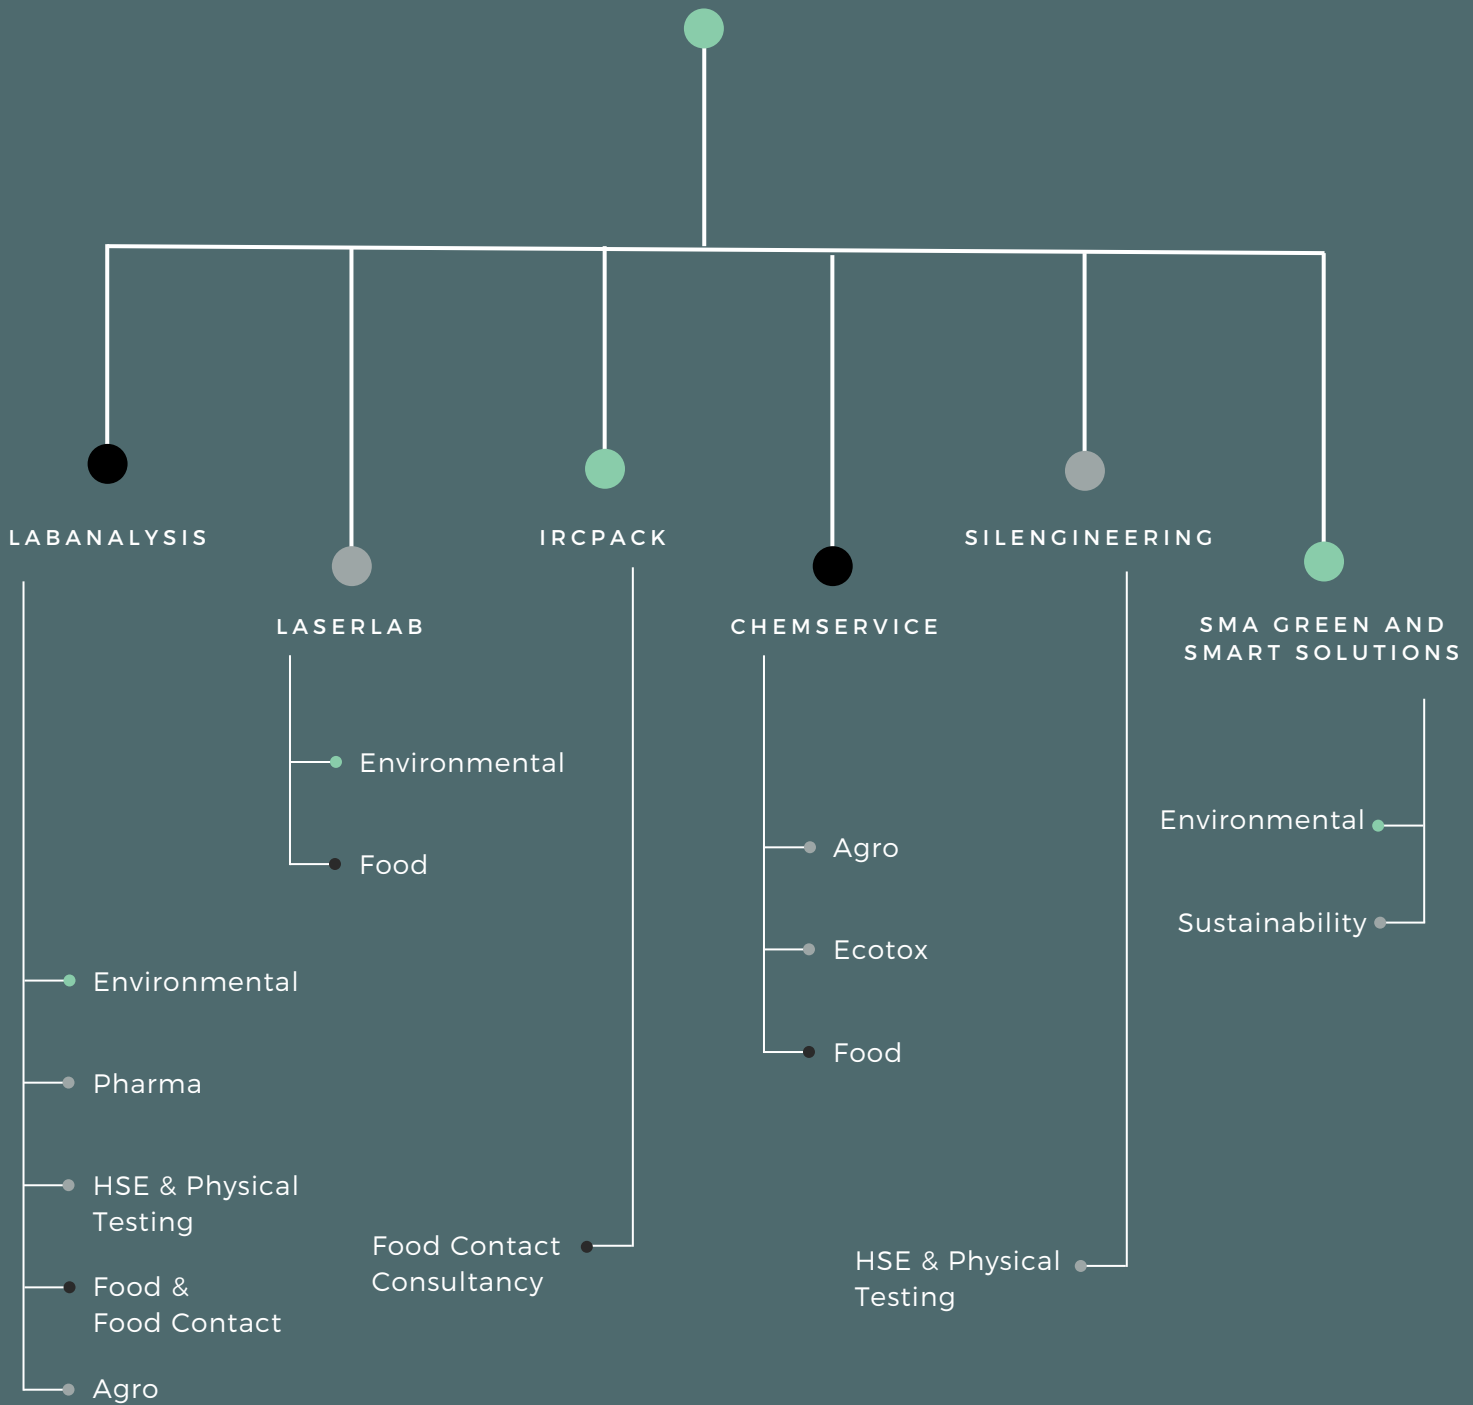 LABANALYSIS
Environmental
Pharma
HSE & Physical
Testing
Food &
Food Contact
Agro
LASERLAB
Environmental
Food
IRCPACK
Food Contact
Consultancy
CHEMSERVICE
Agro
Ecotox
Food
SILENGINEERING
HSE & Physical
Testing
SMA GREEN AND
SMART SOLUTIONS
Environmental
Sustainability